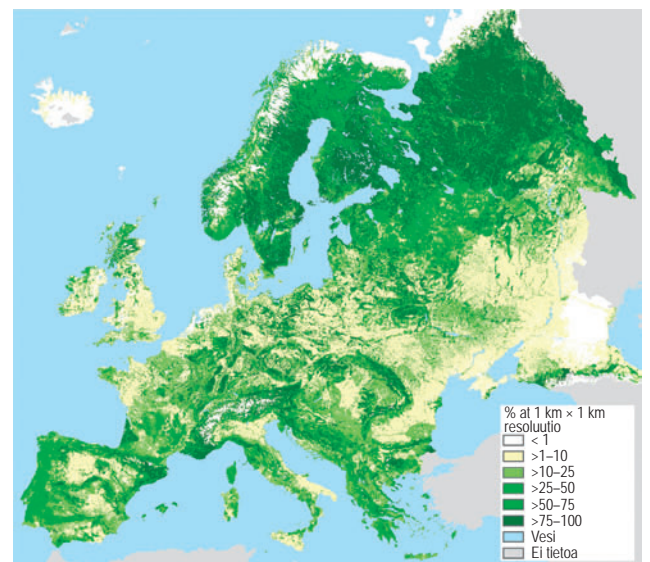 % at 1 km × 1 km
resoluutio
< 1
>1–10
>10–25
>25–50
>50–75
>75–100
Vesi
Ei tietoa